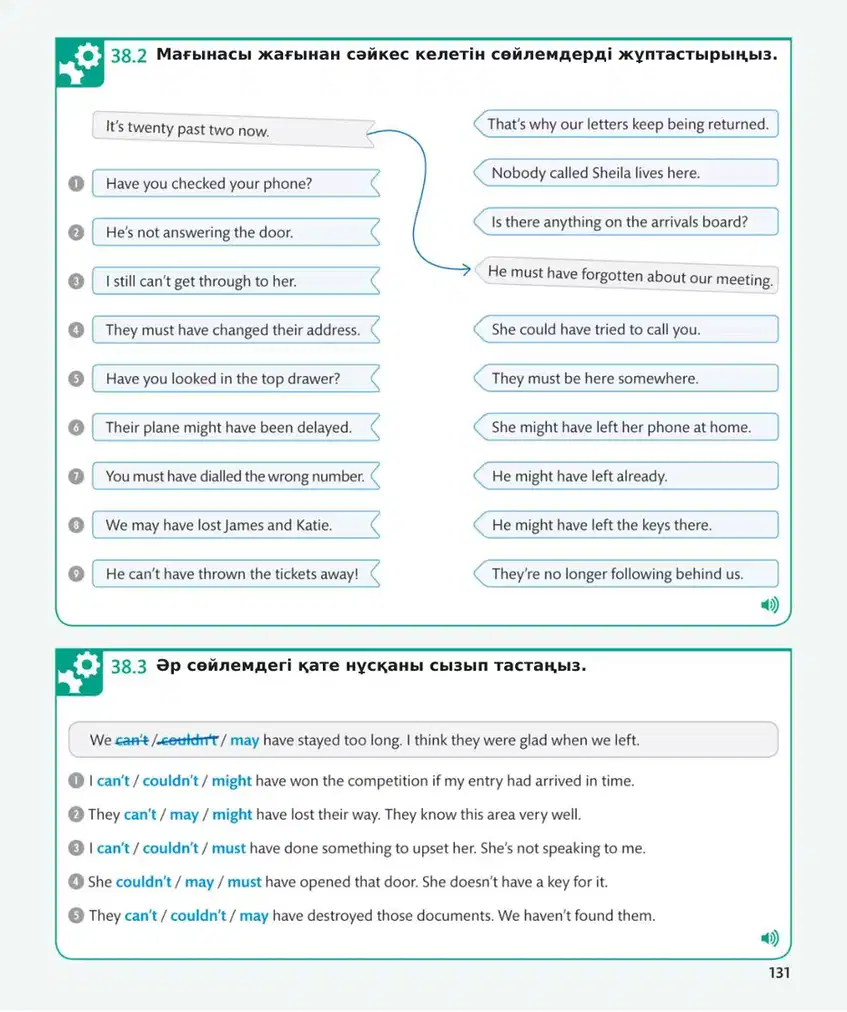 38.2 Мағынасы жағынан сәйкес келетін сөйлемдерді жұптастырыңыз.
It's twenty past two now.
1 Have you checked your phone?
2 He's not answering the door.
3 I still can't get through to her.
4 They must have changed their address.
5 Have you looked in the top drawer?
6 Their plane might have been delayed.
7 You must have dialled the wrong number.
8 We may have lost James and Katie.
9 He can't have thrown the tickets away!
That's why our letters keep being returned.
Nobody called Sheila lives here.
Is there anything on the arrivals board?
He must have forgotten about our meeting.
She could have tried to call you.
They must be here somewhere.
She might have left her phone at home.
He might have left already.
He might have left the keys there.
They're no longer following behind us.
38.3 Әр сөйлемдегі қате нұсқаны сызып тастаңыз.
We can't / couldn't / may have stayed too long. I think they were glad when we left.
1 I can't / couldn't / might have won the competition if my entry had arrived in time.
2 They can't / may / might have lost their way. They know this area very well.
3 I can't / couldn't / must have done something to upset her. She's not speaking to me.
4 She couldn't / may / must have opened that door. She doesn't have a key for it.
5 They can't / couldn't / may have destroyed those documents. We haven't found them.
131